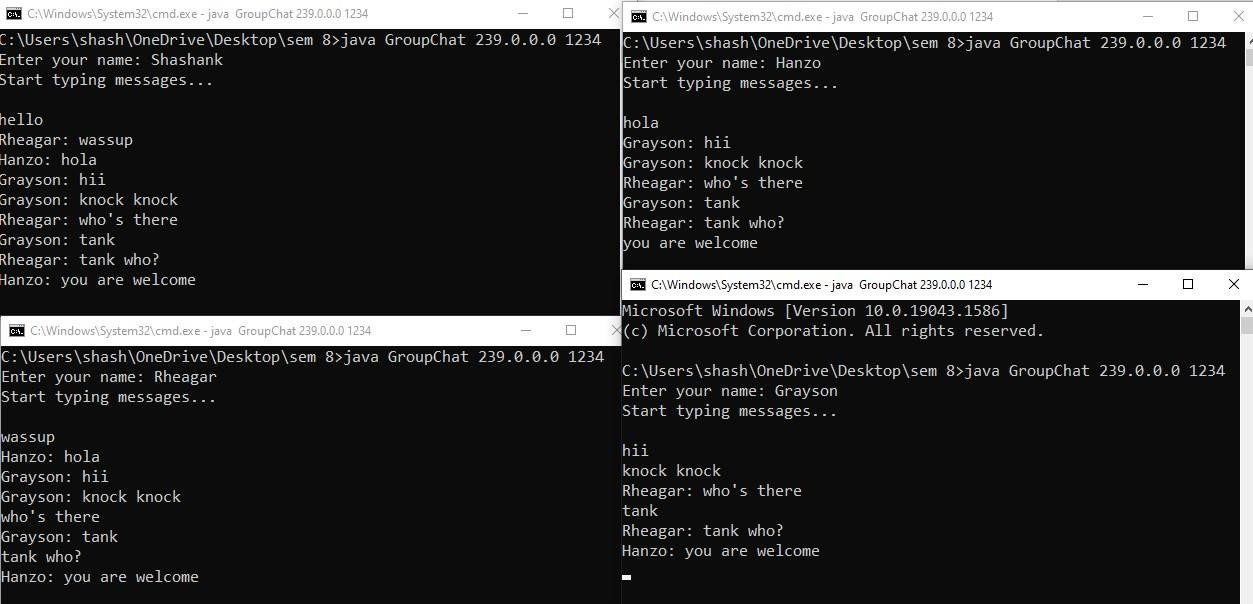 C:\Windows\System32\cmd.exe - java  GroupChat 239.0.0.0 1234
C:\Users\shash\OneDrive\Desktop\sem 8>java GroupChat 239.0.0.0 1234
Enter your name: Shashank
Start typing messages...
hello
Rheagar: wassup
Hanzo: hola
Grayson: hii
Grayson: knock knock
Rheagar: who's there
Grayson: tank
Rheagar: tank who?
Hanzo: you are welcome
C:\Windows\System32\cmd.exe - java  GroupChat 239.0.0.0 1234
C:\Users\shash\OneDrive\Desktop\sem 8>java GroupChat 239.0.0.0 1234
Enter your name: Hanzo
Start typing messages...
hola
Grayson: hii
Grayson: knock knock
Rheagar: who's there
Grayson: tank
Rheagar: tank who?
you are welcome
C:\Windows\System32\cmd.exe - java  GroupChat 239.0.0.0 1234
C:\Users\shash\OneDrive\Desktop\sem 8>java GroupChat 239.0.0.0 1234
Enter your name: Rheagar
Start typing messages...
wassup
Hanzo: hola
Grayson: hii
Grayson: knock knock
who's there
Grayson: tank
tank who?
Hanzo: you are welcome
C:\Windows\System32\cmd.exe - java  GroupChat 239.0.0.0 1234
Microsoft Windows [Version 10.0.19043.1586]
(c) Microsoft Corporation. All rights reserved.
C:\Users\shash\OneDrive\Desktop\sem 8>java GroupChat 239.0.0.0 1234
Enter your name: Grayson
Start typing messages...
hii
knock knock
Rheagar: who's there
tank
Rheagar: tank who?
Hanzo: you are welcome